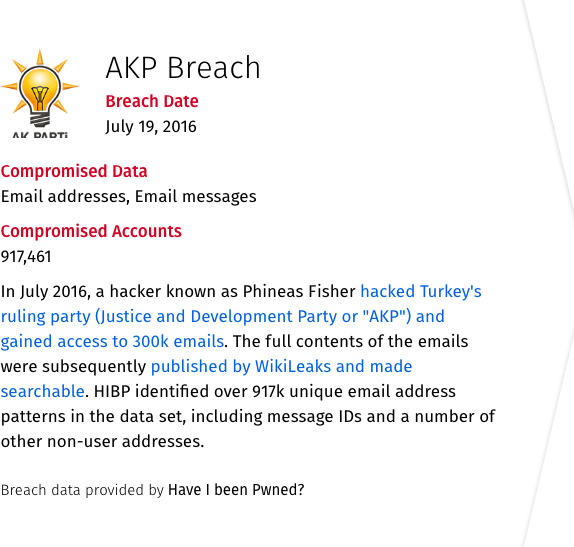 AKP Breach
AK PARTİ
Breach Date
July 19, 2016
Compromised Data
Email addresses, Email messages
Compromised Accounts
917,461
In July 2016, a hacker known as Phineas Fisher hacked Turkey's
ruling party (Justice and Development Party or "AKP") and
gained access to 300k emails. The full contents of the emails
were subsequently published by WikiLeaks and made
searchable. HIBP identified over 917k unique email address
patterns in the data set, including message IDs and a number of
other non-user addresses.
Breach data provided by Have I been Pwned?